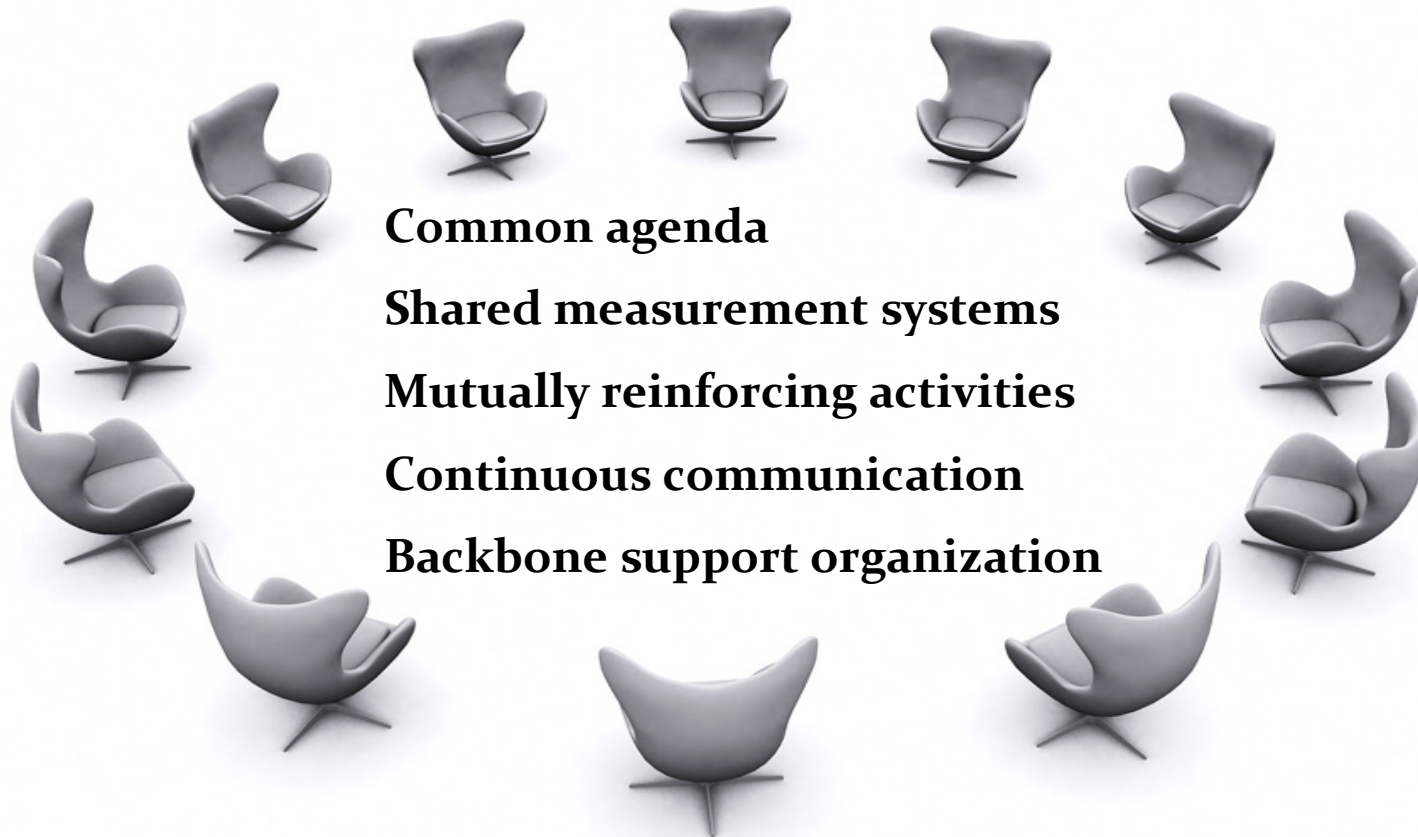 Common agenda
Shared measurement systems
Mutually reinforcing activities
Continuous communication
Backbone support organization